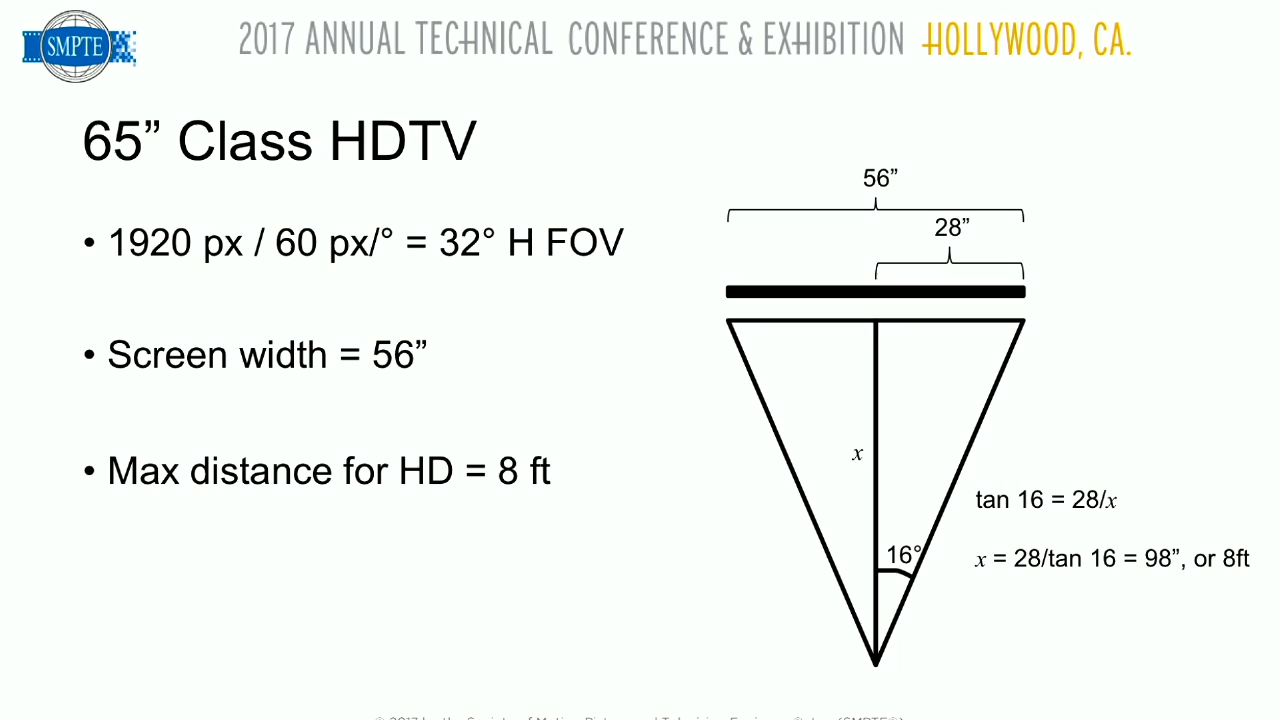 SMPTE
2017 ANNUAL TECHNICAL CONFERENCE & EXHIBITION HOLLYWOOD, CA.
65” Class HDTV
• 1920 px / 60 px/° = 32° H FOV
• Screen width = 56”
• Max distance for HD = 8 ft
56”
28”
x
16°
tan 16 = 28/x
x = 28/tan 16 = 98”, or 8ft